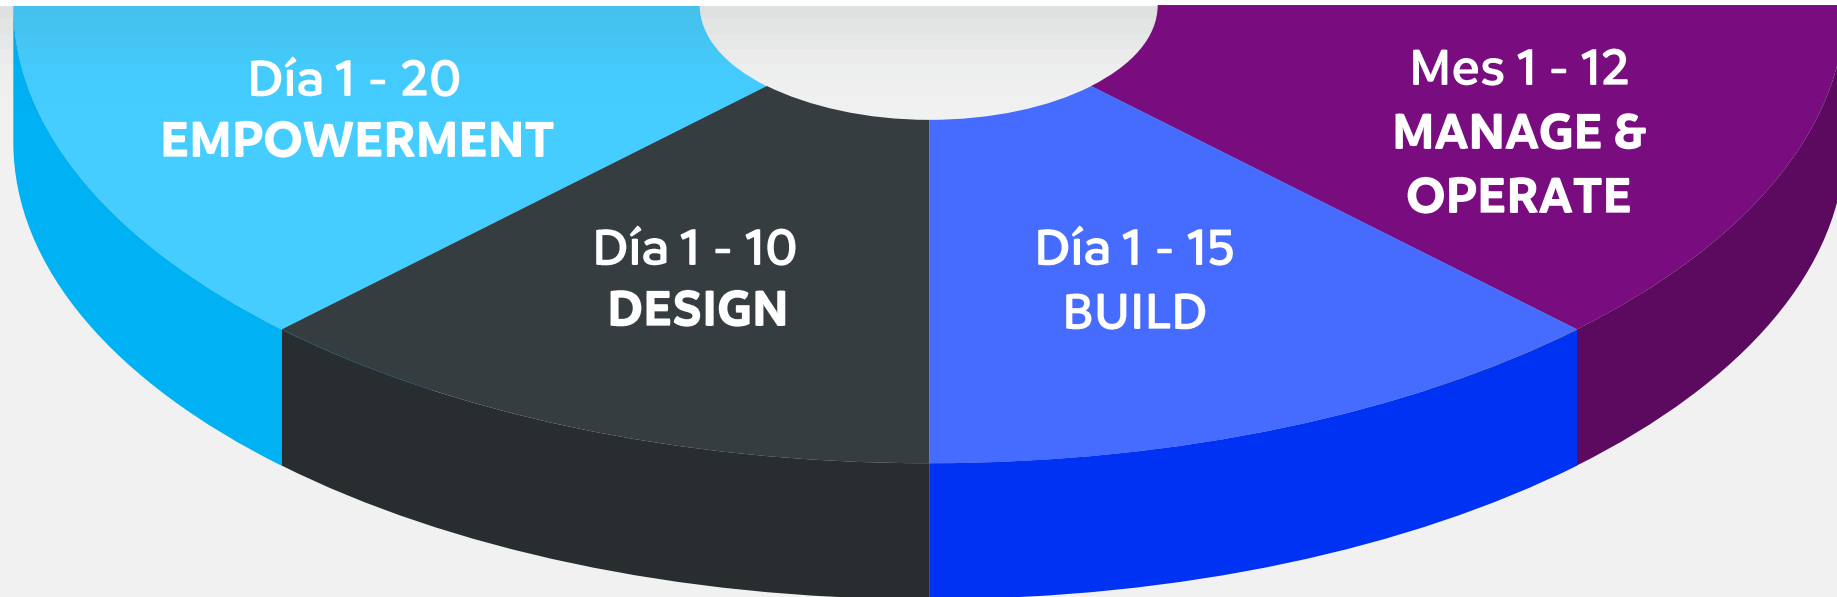 Día 1 - 20
EMPOWERMENT
Día 1 - 10
DESIGN
Día 1 - 15
BUILD
Mes 1 - 12
MANAGE &
OPERATE